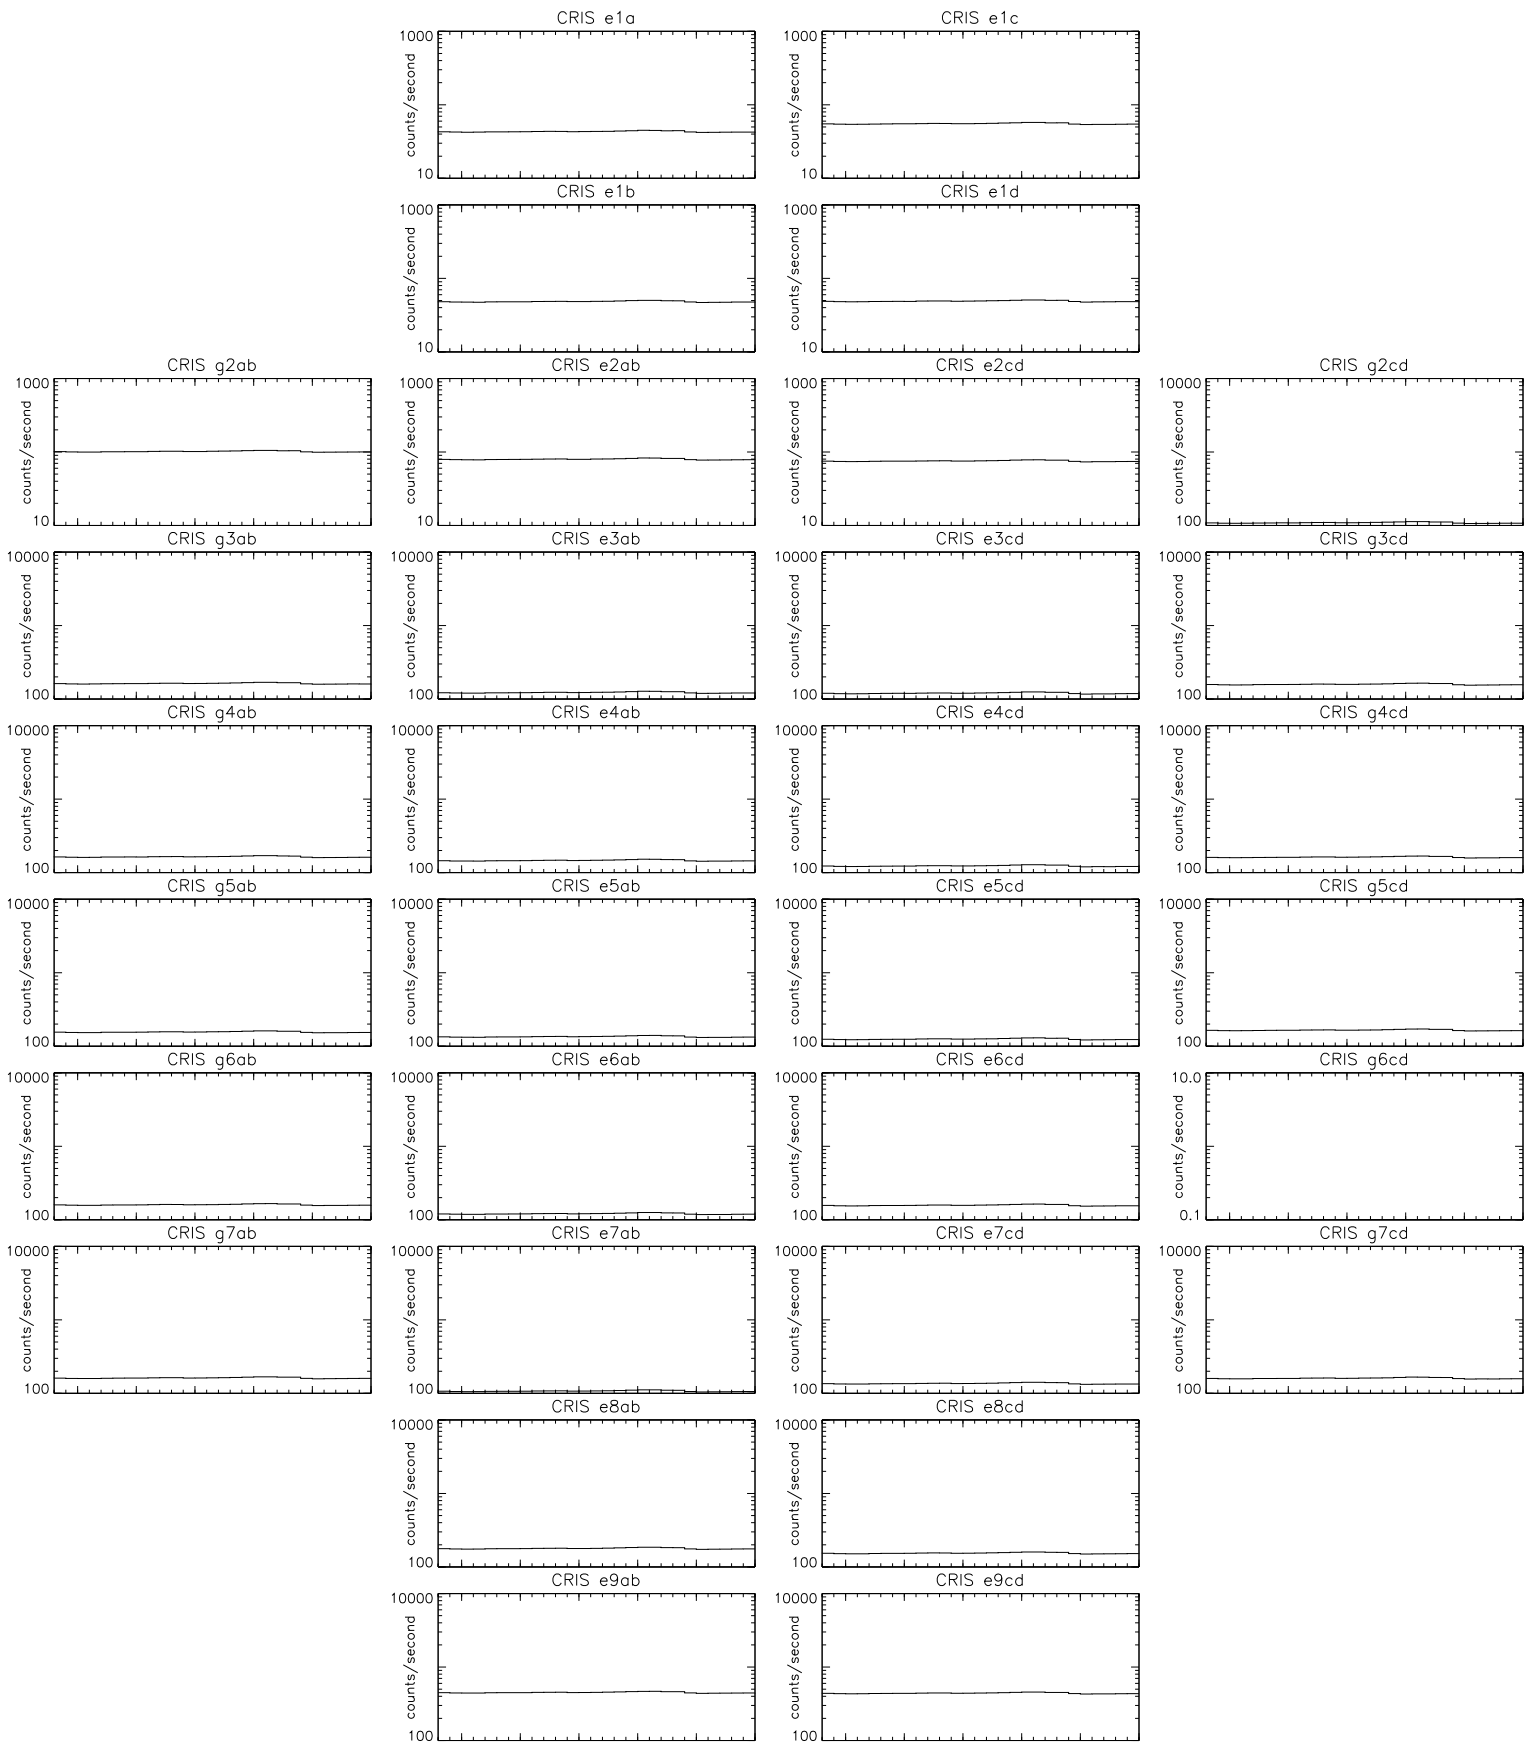 CRIS e1a CRIS e1c
1000 1000
counts/second counts/second
10 10
CRIS e1b CRIS e1d
1000 1000
counts/second counts/second
10 10
CRIS g2ab CRIS e2ab CRIS e2cd CRIS g2cd
1000 1000 1000 10000
counts/second counts/second counts/second counts/second
10 10 10 100
CRIS g3ab CRIS e3ab CRIS e3cd CRIS g3cd
10000 10000 10000 10000
counts/second counts/second counts/second counts/second
100 100 100 100
CRIS g4ab CRIS e4ab CRIS e4cd CRIS g4cd
10000 10000 10000 10000
counts/second counts/second counts/second counts/second
100 100 100 100
CRIS g5ab CRIS e5ab CRIS e5cd CRIS g5cd
10000 10000 10000 10000
counts/second counts/second counts/second counts/second
100 100 100 100
CRIS g6ab CRIS e6ab CRIS e6cd CRIS g6cd
10000 10000 10000 10.0
counts/second counts/second counts/second counts/second
100 100 100 0.1
CRIS g7ab CRIS e7ab CRIS e7cd CRIS g7cd
10000 10000 10000 10000
counts/second counts/second counts/second counts/second
100 100 100 100
CRIS e8ab CRIS e8cd
10000 10000
counts/second counts/second
100 100
CRIS e9ab CRIS e9cd
10000 10000
counts/second counts/second
100 100